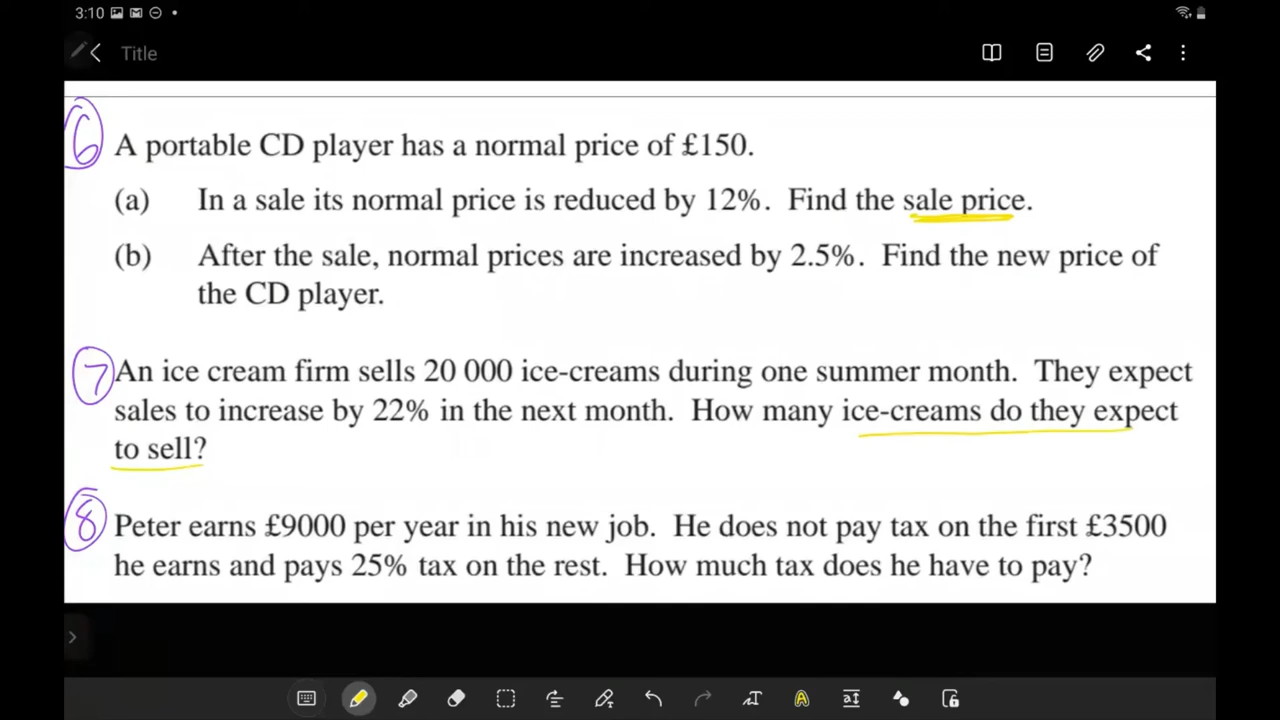 3:10
Title
6 A portable CD player has a normal price of £150.
(a) In a sale its normal price is reduced by 12%. Find the sale price.
(b) After the sale, normal prices are increased by 2.5%. Find the new price of
the CD player.
7 An ice cream firm sells 20 000 ice-creams during one summer month. They expect
sales to increase by 22% in the next month. How many ice-creams do they expect
to sell?
8 Peter earns £9000 per year in his new job. He does not pay tax on the first £3500
he earns and pays 25% tax on the rest. How much tax does he have to pay?